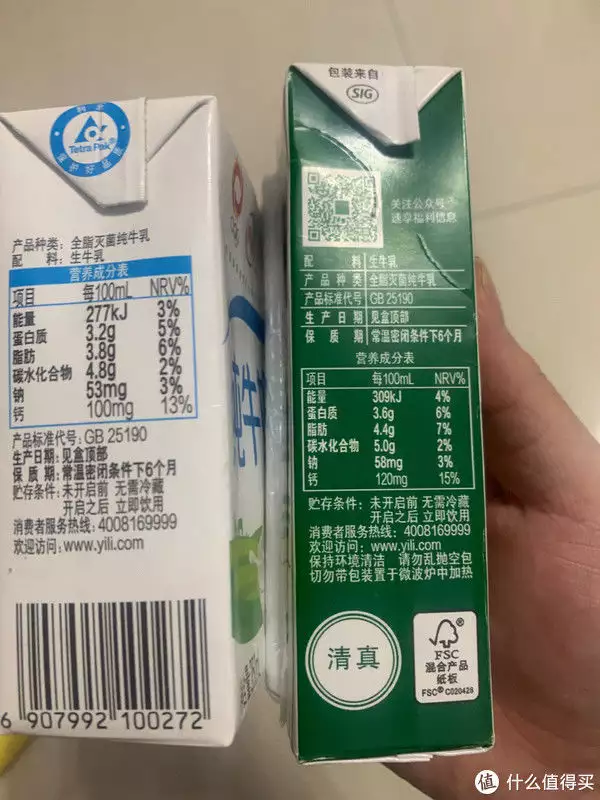 Tetra Pak®
产品种类：全脂灭菌纯牛乳
配 料：生牛乳
营养成分表
项目 每100mL NRV%
能量 277kJ 3%
蛋白质 3.2g 5%
脂肪 3.8g 6%
碳水化合物 4.8g 2%
钠 53mg 3%
钙 100mg 13%
产品标准代号：GB 25190
生产日期：见盒顶部
保 质 期：常温密闭条件下6个月
贮存条件：未开启前 无需冷藏
开启之后 立即饮用
消费者服务热线：4008169999
欢迎访问：www.yili.com
6 907992 100272
纯牛
包装来自
SIG
关注公众号
速享福利信息
配 料 生牛乳
产品种类 全脂灭菌纯牛乳
产品标准代号 GB 25190
生产日期 见盒顶部
保质期 常温密闭条件下6个月
营养成分表
项目 每100mL NRV%
能量 309kJ 4%
蛋白质 3.6g 6%
脂肪 4.4g 7%
碳水化合物 5.0g 2%
钠 58mg 3%
钙 120mg 15%
贮存条件：未开启前 无需冷藏
开启之后 立即饮用
消费者服务热线：4008169999
欢迎访问：www.yili.com
保持环境清洁 请勿乱抛空包
切勿带包装置于微波炉中加热
清真
FSC
混合产品
纸板
FSC® C020428
值 什么值得买